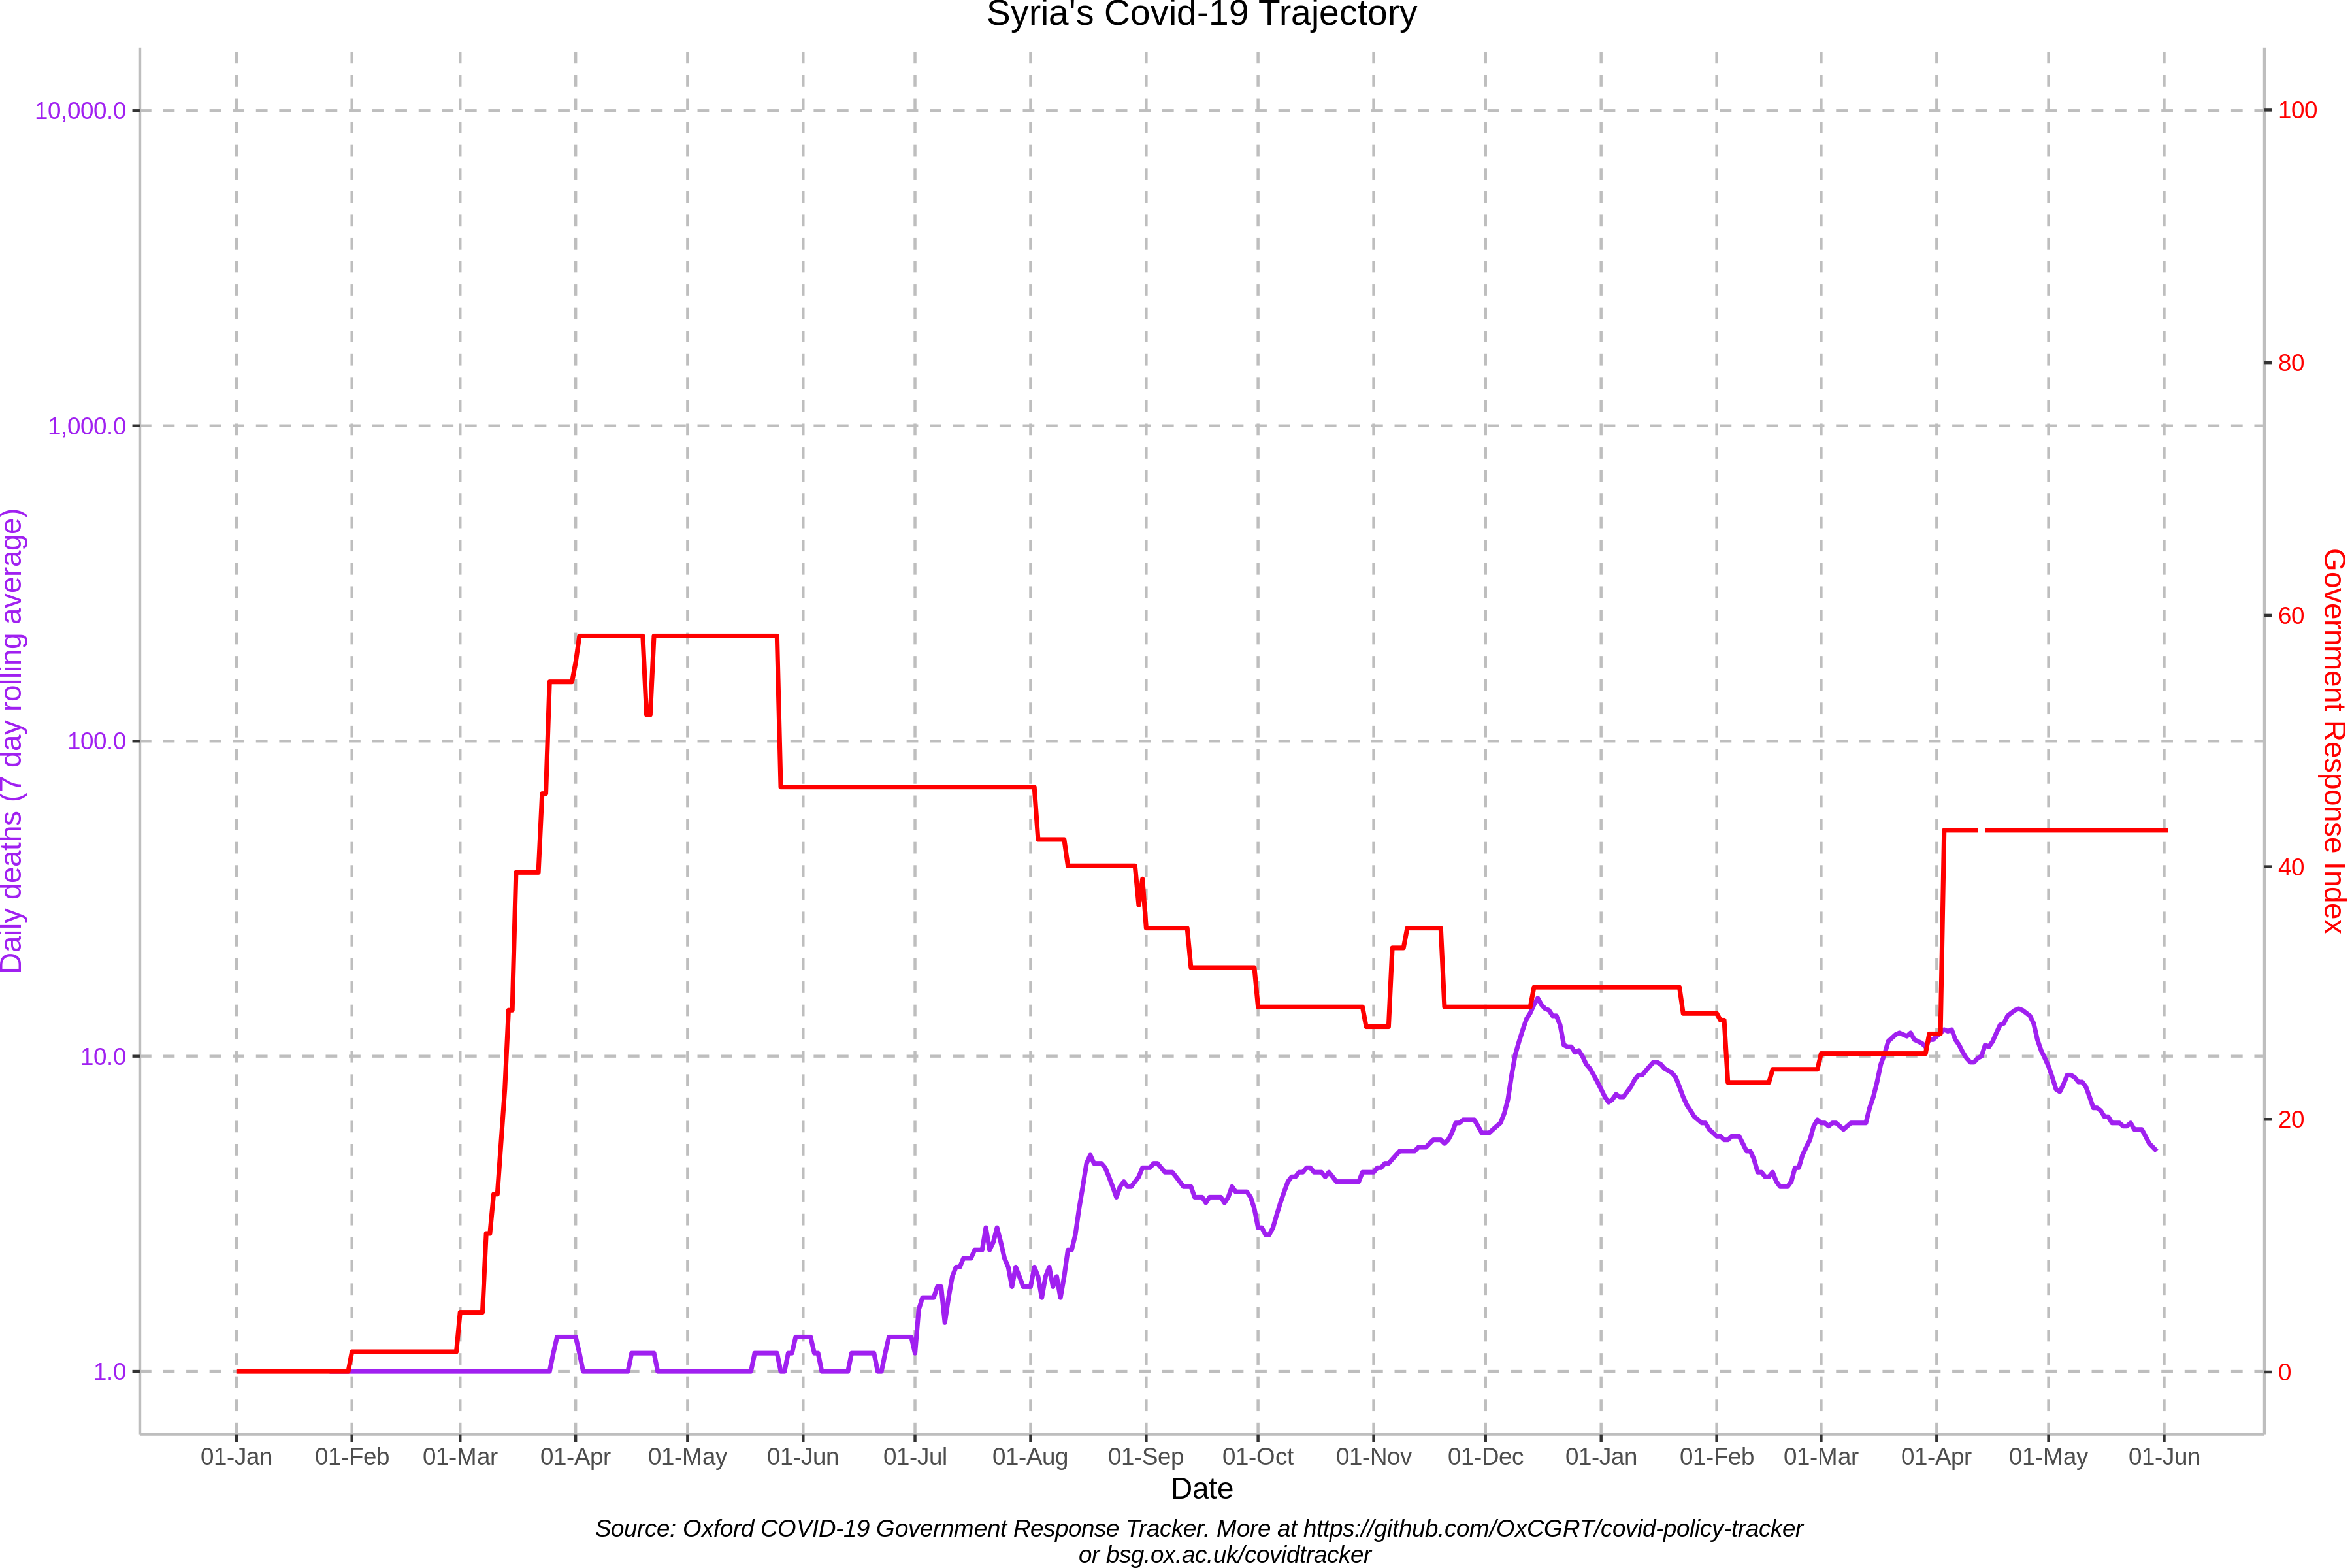 Syria's Covid-19 Trajectory
10,000.0
1,000.0
100.0
10.0
1.0
Daily deaths (7 day rolling average)
100
80
60
40
20
0
Government Response Index
01-Jan 01-Feb 01-Mar 01-Apr 01-May 01-Jun 01-Jul 01-Aug 01-Sep 01-Oct 01-Nov 01-Dec 01-Jan 01-Feb 01-Mar 01-Apr 01-May 01-Jun
Date
Source: Oxford COVID-19 Government Response Tracker. More at https://github.com/OxCGRT/covid-policy-tracker
or bsg.ox.ac.uk/covidtracker